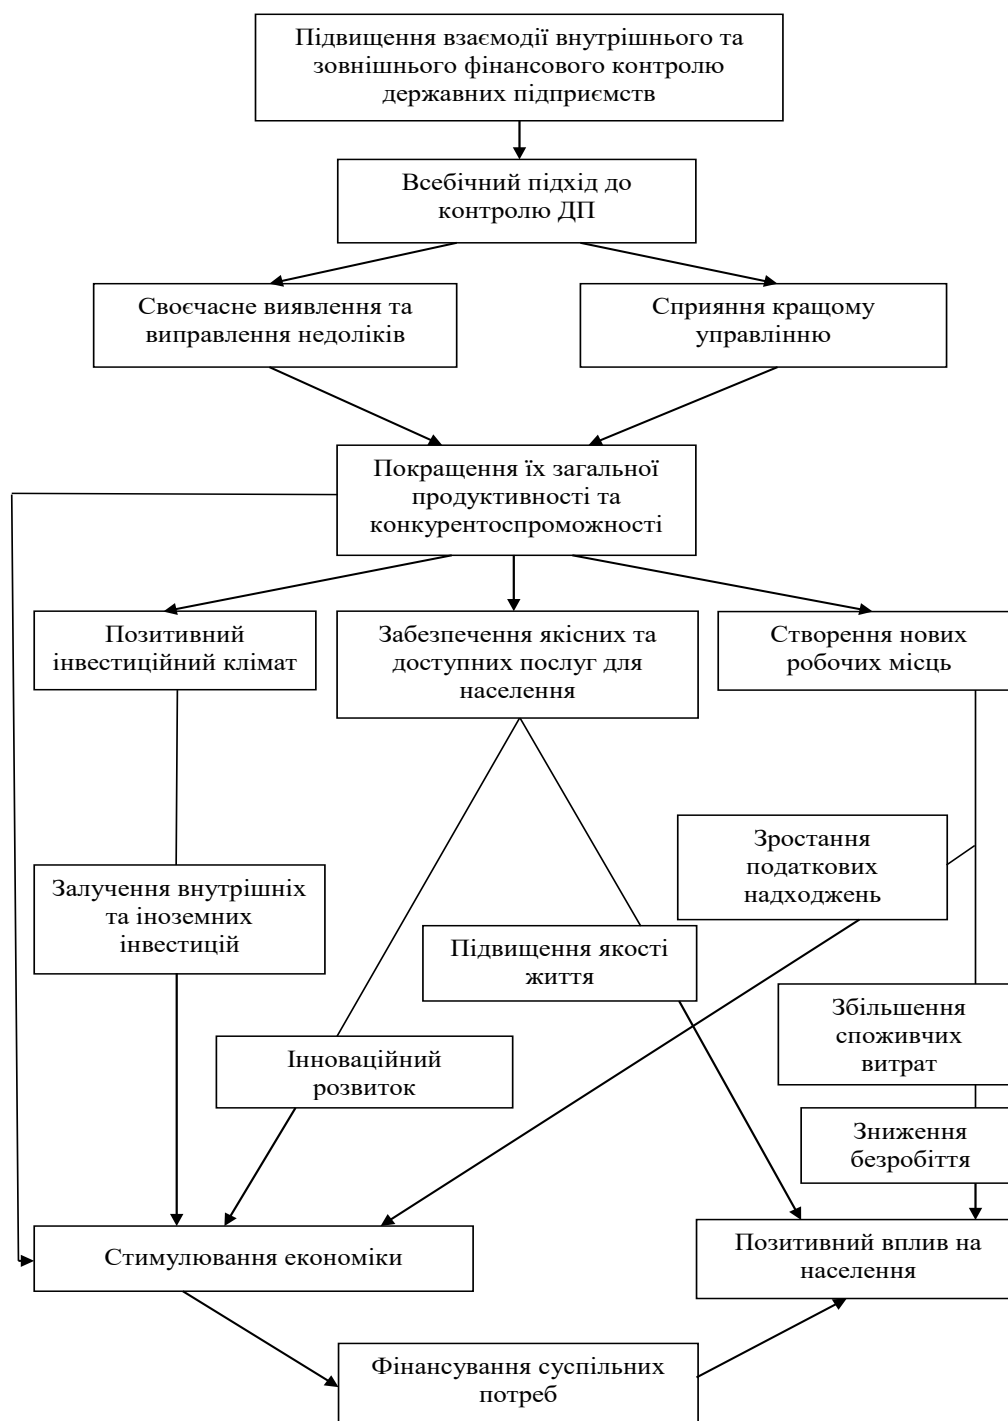 Підвищення взаємодії внутрішнього та
зовнішнього фінансового контролю
державних підприємств
Всебічний підхід до
контролю ДП
Своєчасне виявлення та
виправлення недоліків
Сприяння кращому
управлінню
Покращення їх загальної
продуктивності та
конкурентоспроможності
Позитивний
інвестиційний клімат
Забезпечення якісних та
доступних послуг для
населення
Створення нових
робочих місць
Зростання
податкових
надходжень
Залучення внутрішніх
та іноземних
інвестицій
Підвищення якості
життя
Збільшення
споживчих
витрат
Інноваційний
розвиток
Зниження
безробіття
Стимулювання економіки
Позитивний вплив на
населення
Фінансування суспільних
потреб